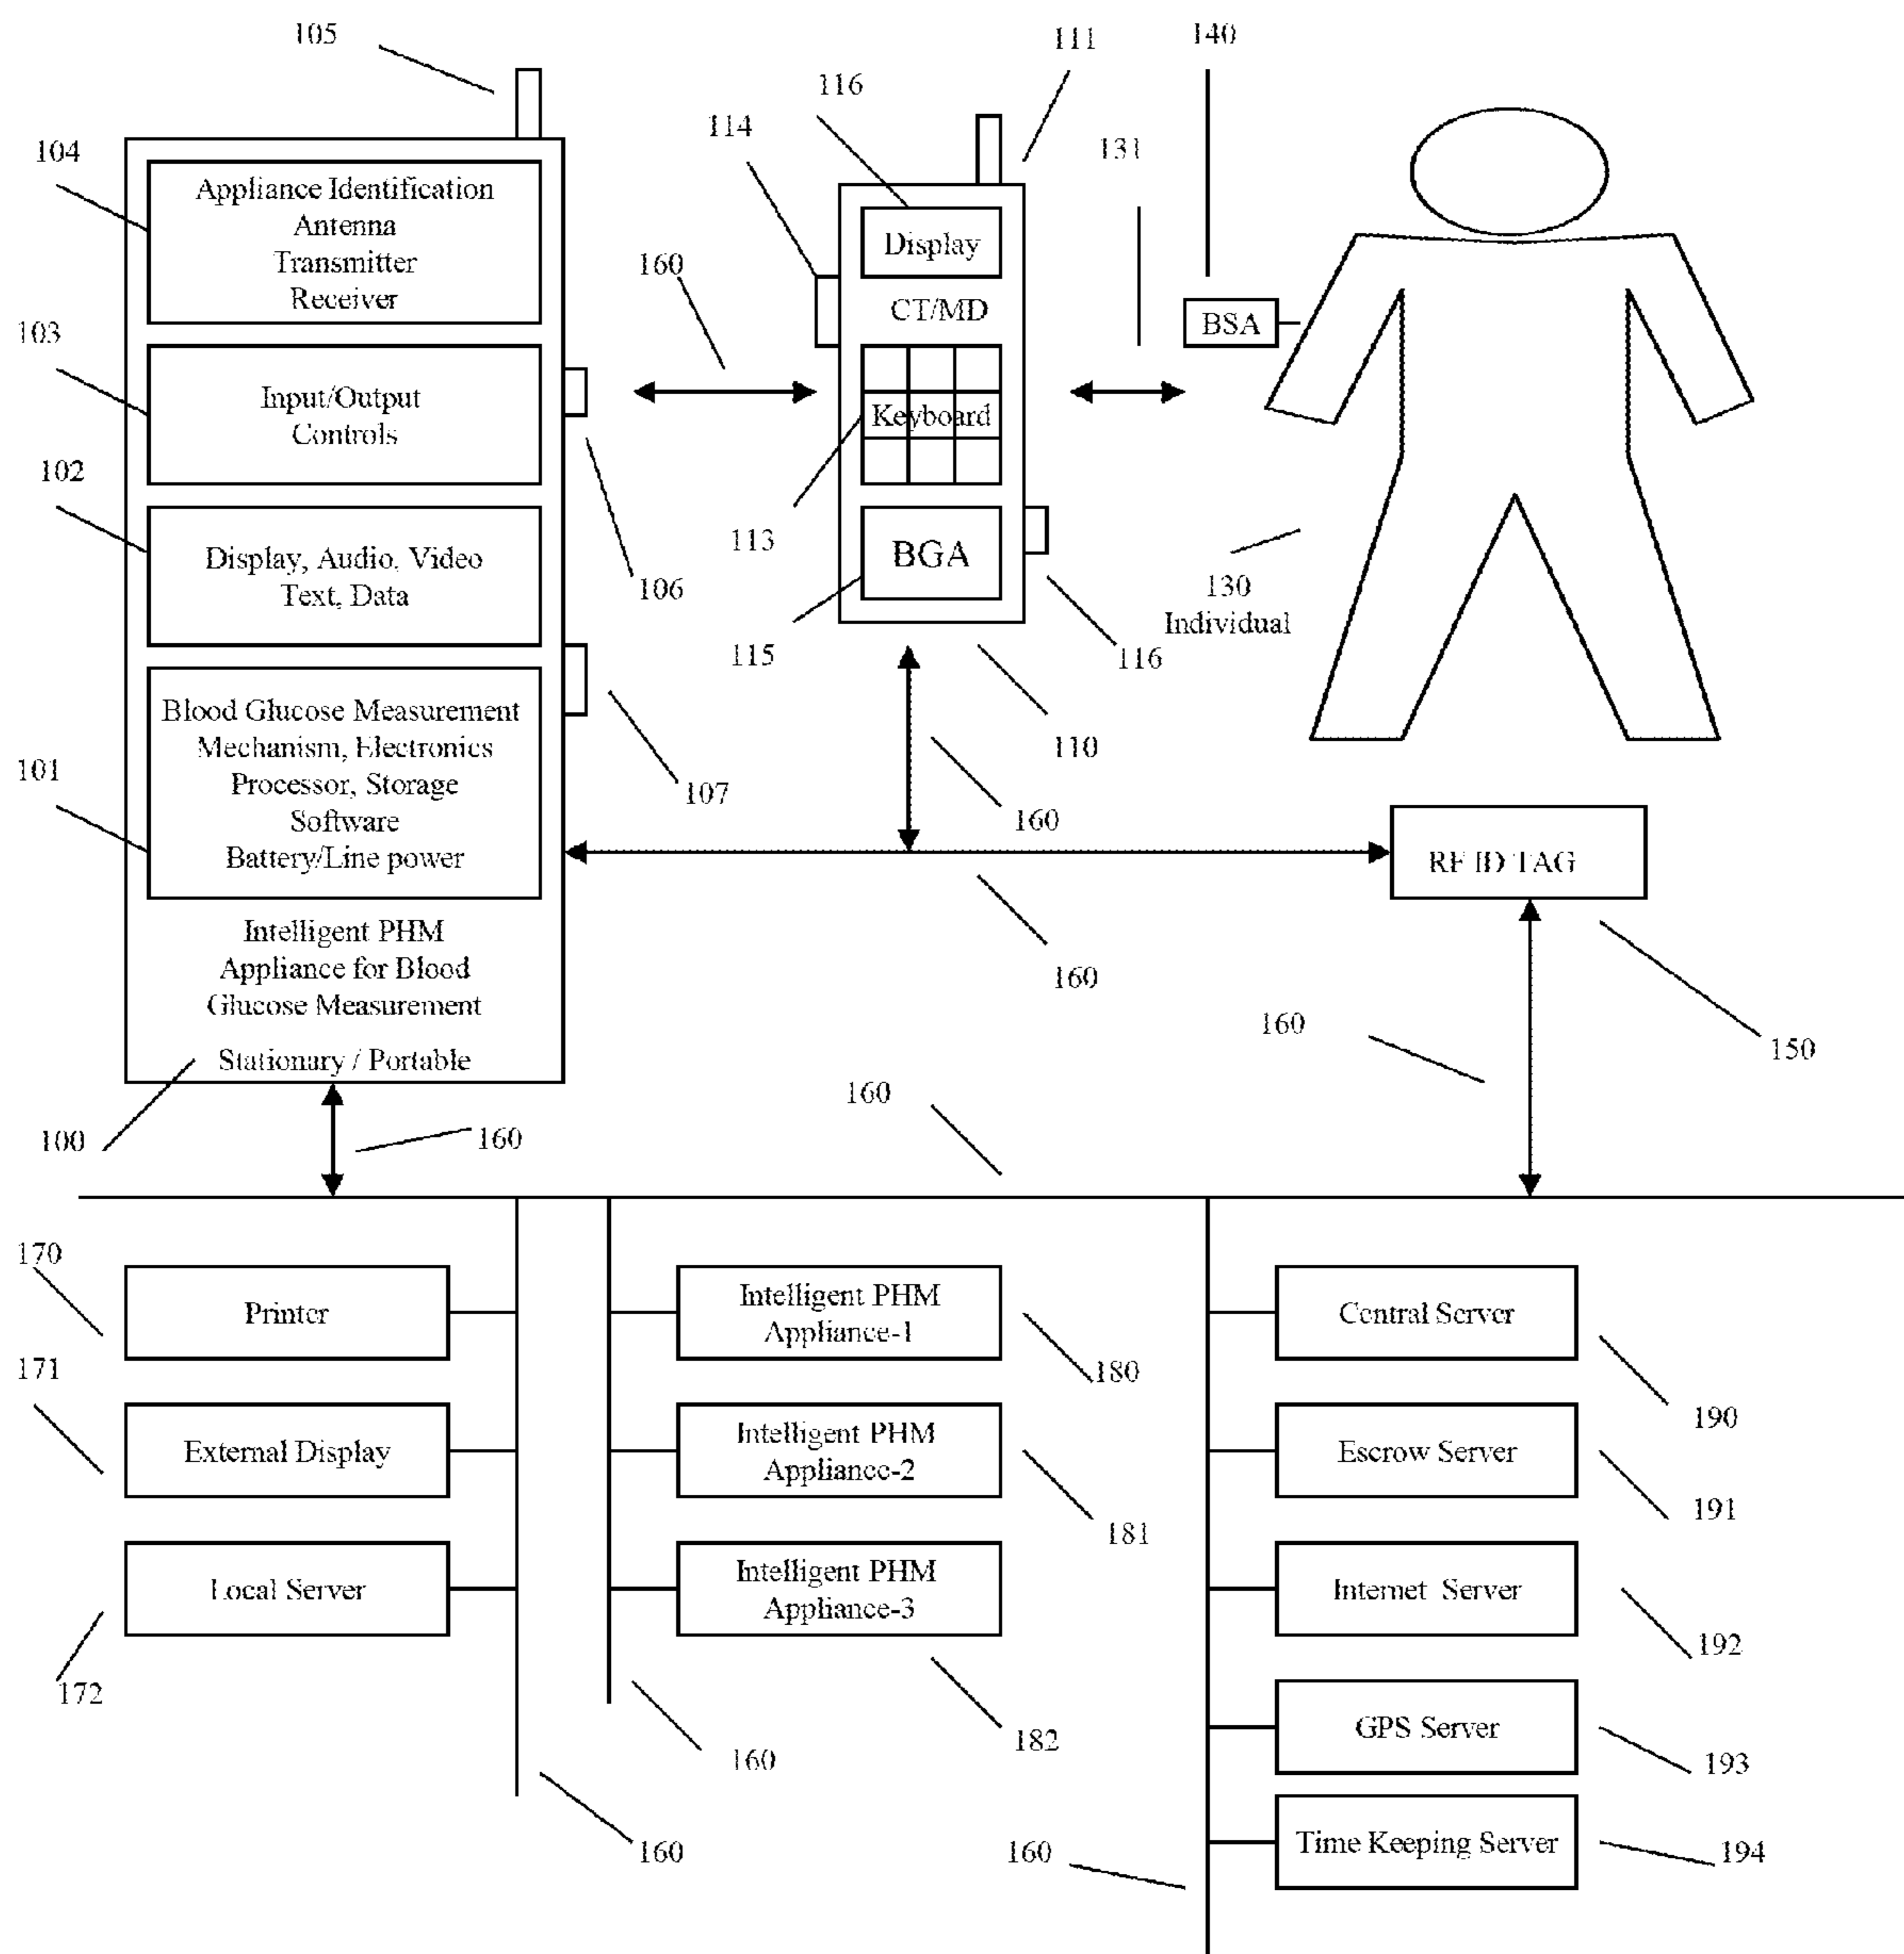 105
111
140
116
114
131
104
Appliance Identification
Antenna
Transmitter
Receiver
Display
160
CT/MD
BSA
103
Input/Output
Controls
Keyboard
102
113
BGA
Display, Audio, Video
Text, Data
106
130
Individual
115
116
Blood Glucose Measurement
Mechanism, Electronics
Processor, Storage
Software
Battery/Line power
101
107
110
160
RF ID TAG
Intelligent PHM
Appliance for Blood
Glucose Measurement
160
160
150
Stationary / Portable
160
100
160
170
Printer
Intelligent PHM
Appliance-1
Central Server
171
180
190
External Display
Intelligent PHM
Appliance-2
Escrow Server
181
191
Local Server
Intelligent PHM
Appliance-3
Internet Server
192
172
182
GPS Server
160
193
160
160
Time Keeping Server
194